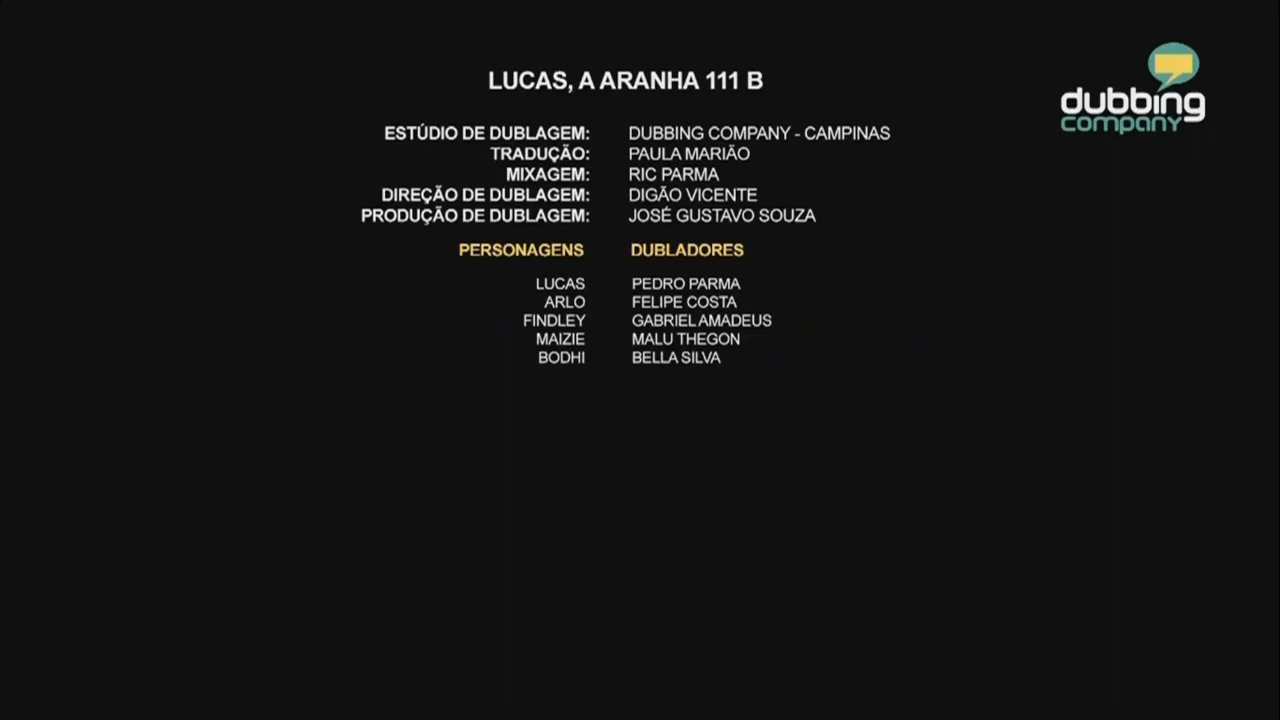 LUCAS, A ARANHA 111 B
dubbing
company
ESTÚDIO DE DUBLAGEM: DUBBING COMPANY - CAMPINAS
TRADUÇÃO: PAULA MARIÃO
MIXAGEM: RIC PARMA
DIREÇÃO DE DUBLAGEM: DIGÃO VICENTE
PRODUÇÃO DE DUBLAGEM: JOSÉ GUSTAVO SOUZA
PERSONAGENS DUBLADORES
LUCAS PEDRO PARMA
ARLO FELIPE COSTA
FINDLEY GABRIEL AMADEUS
MAIZIE MALU THEGON
BODHI BELLA SILVA